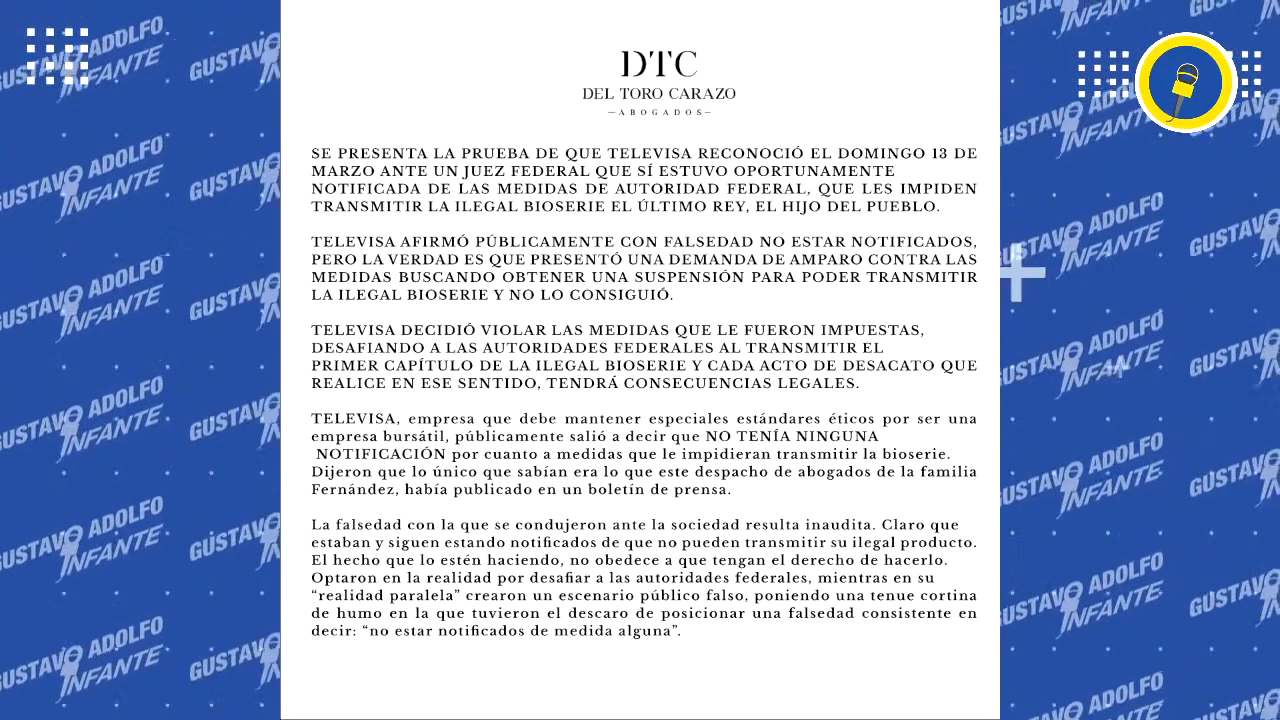 DTC
DEL TORO CARAZO
—ABOGADOS—
SE PRESENTA LA PRUEBA DE QUE TELEVISA RECONOCIÓ EL DOMINGO 13 DE
MARZO ANTE UN JUEZ FEDERAL QUE SÍ ESTUVO OPORTUNAMENTE
NOTIFICADA DE LAS MEDIDAS DE AUTORIDAD FEDERAL, QUE LES IMPIDEN
TRANSMITIR LA ILEGAL BIOSERIE EL ÚLTIMO REY, EL HIJO DEL PUEBLO.
TELEVISA AFIRMÓ PÚBLICAMENTE CON FALSEDAD NO ESTAR NOTIFICADOS,
PERO LA VERDAD ES QUE PRESENTÓ UNA DEMANDA DE AMPARO CONTRA LAS
MEDIDAS BUSCANDO OBTENER UNA SUSPENSIÓN PARA PODER TRANSMITIR
LA ILEGAL BIOSERIE Y NO LO CONSIGUIÓ.
TELEVISA DECIDIÓ VIOLAR LAS MEDIDAS QUE LE FUERON IMPUESTAS,
DESAFIANDO A LAS AUTORIDADES FEDERALES AL TRANSMITIR EL
PRIMER CAPÍTULO DE LA ILEGAL BIOSERIE Y CADA ACTO DE DESACATO QUE
REALICE EN ESE SENTIDO, TENDRÁ CONSECUENCIAS LEGALES.
TELEVISA, empresa que debe mantener especiales estándares éticos por ser una
empresa bursátil, públicamente salió a decir que NO TENÍA NINGUNA
NOTIFICACIÓN por cuanto a medidas que le impidieran transmitir la bioserie.
Dijeron que lo único que sabían era lo que este despacho de abogados de la familia
Fernández, había publicado en un boletín de prensa.
La falsedad con la que se condujeron ante la sociedad resulta inaudita. Claro que
estaban y siguen estando notificados de que no pueden transmitir su ilegal producto.
El hecho que lo estén haciendo, no obedece a que tengan el derecho de hacerlo.
Optaron en la realidad por desafiar a las autoridades federales, mientras en su
“realidad paralela” crearon un escenario público falso, poniendo una tenue cortina
de humo en la que tuvieron el descaro de posicionar una falsedad consistente en
decir: “no estar notificados de medida alguna”.
GUSTAVO ADOLFO
INFANTE